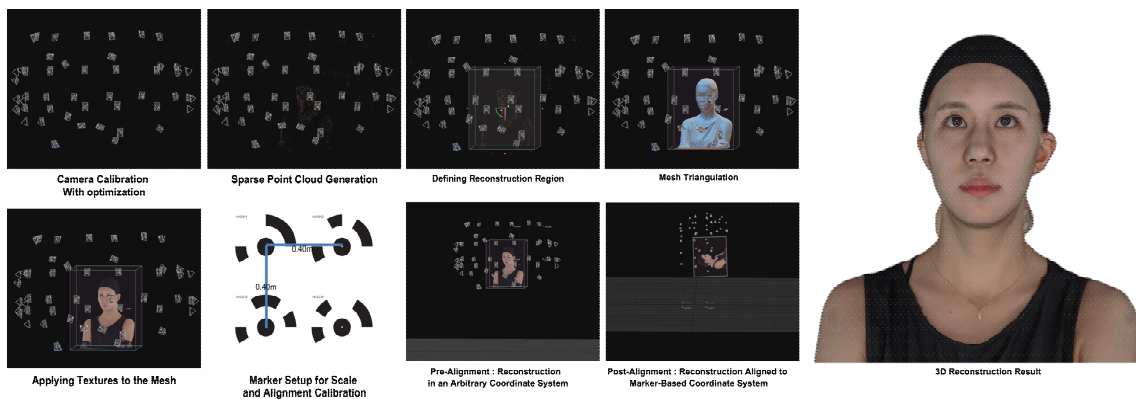 Camera Calibration
With optimization
Sparse Point Cloud Generation
Defining Reconstruction Region
Mesh Triangulation
0.40m
0.40m
Applying Textures to the Mesh
Marker Setup for Scale
and Alignment Calibration
Pre-Alignment : Reconstruction
in an Arbitrary Coordinate System
Post-Alignment : Reconstruction Aligned to
Marker-Based Coordinate System
3D Reconstruction Result